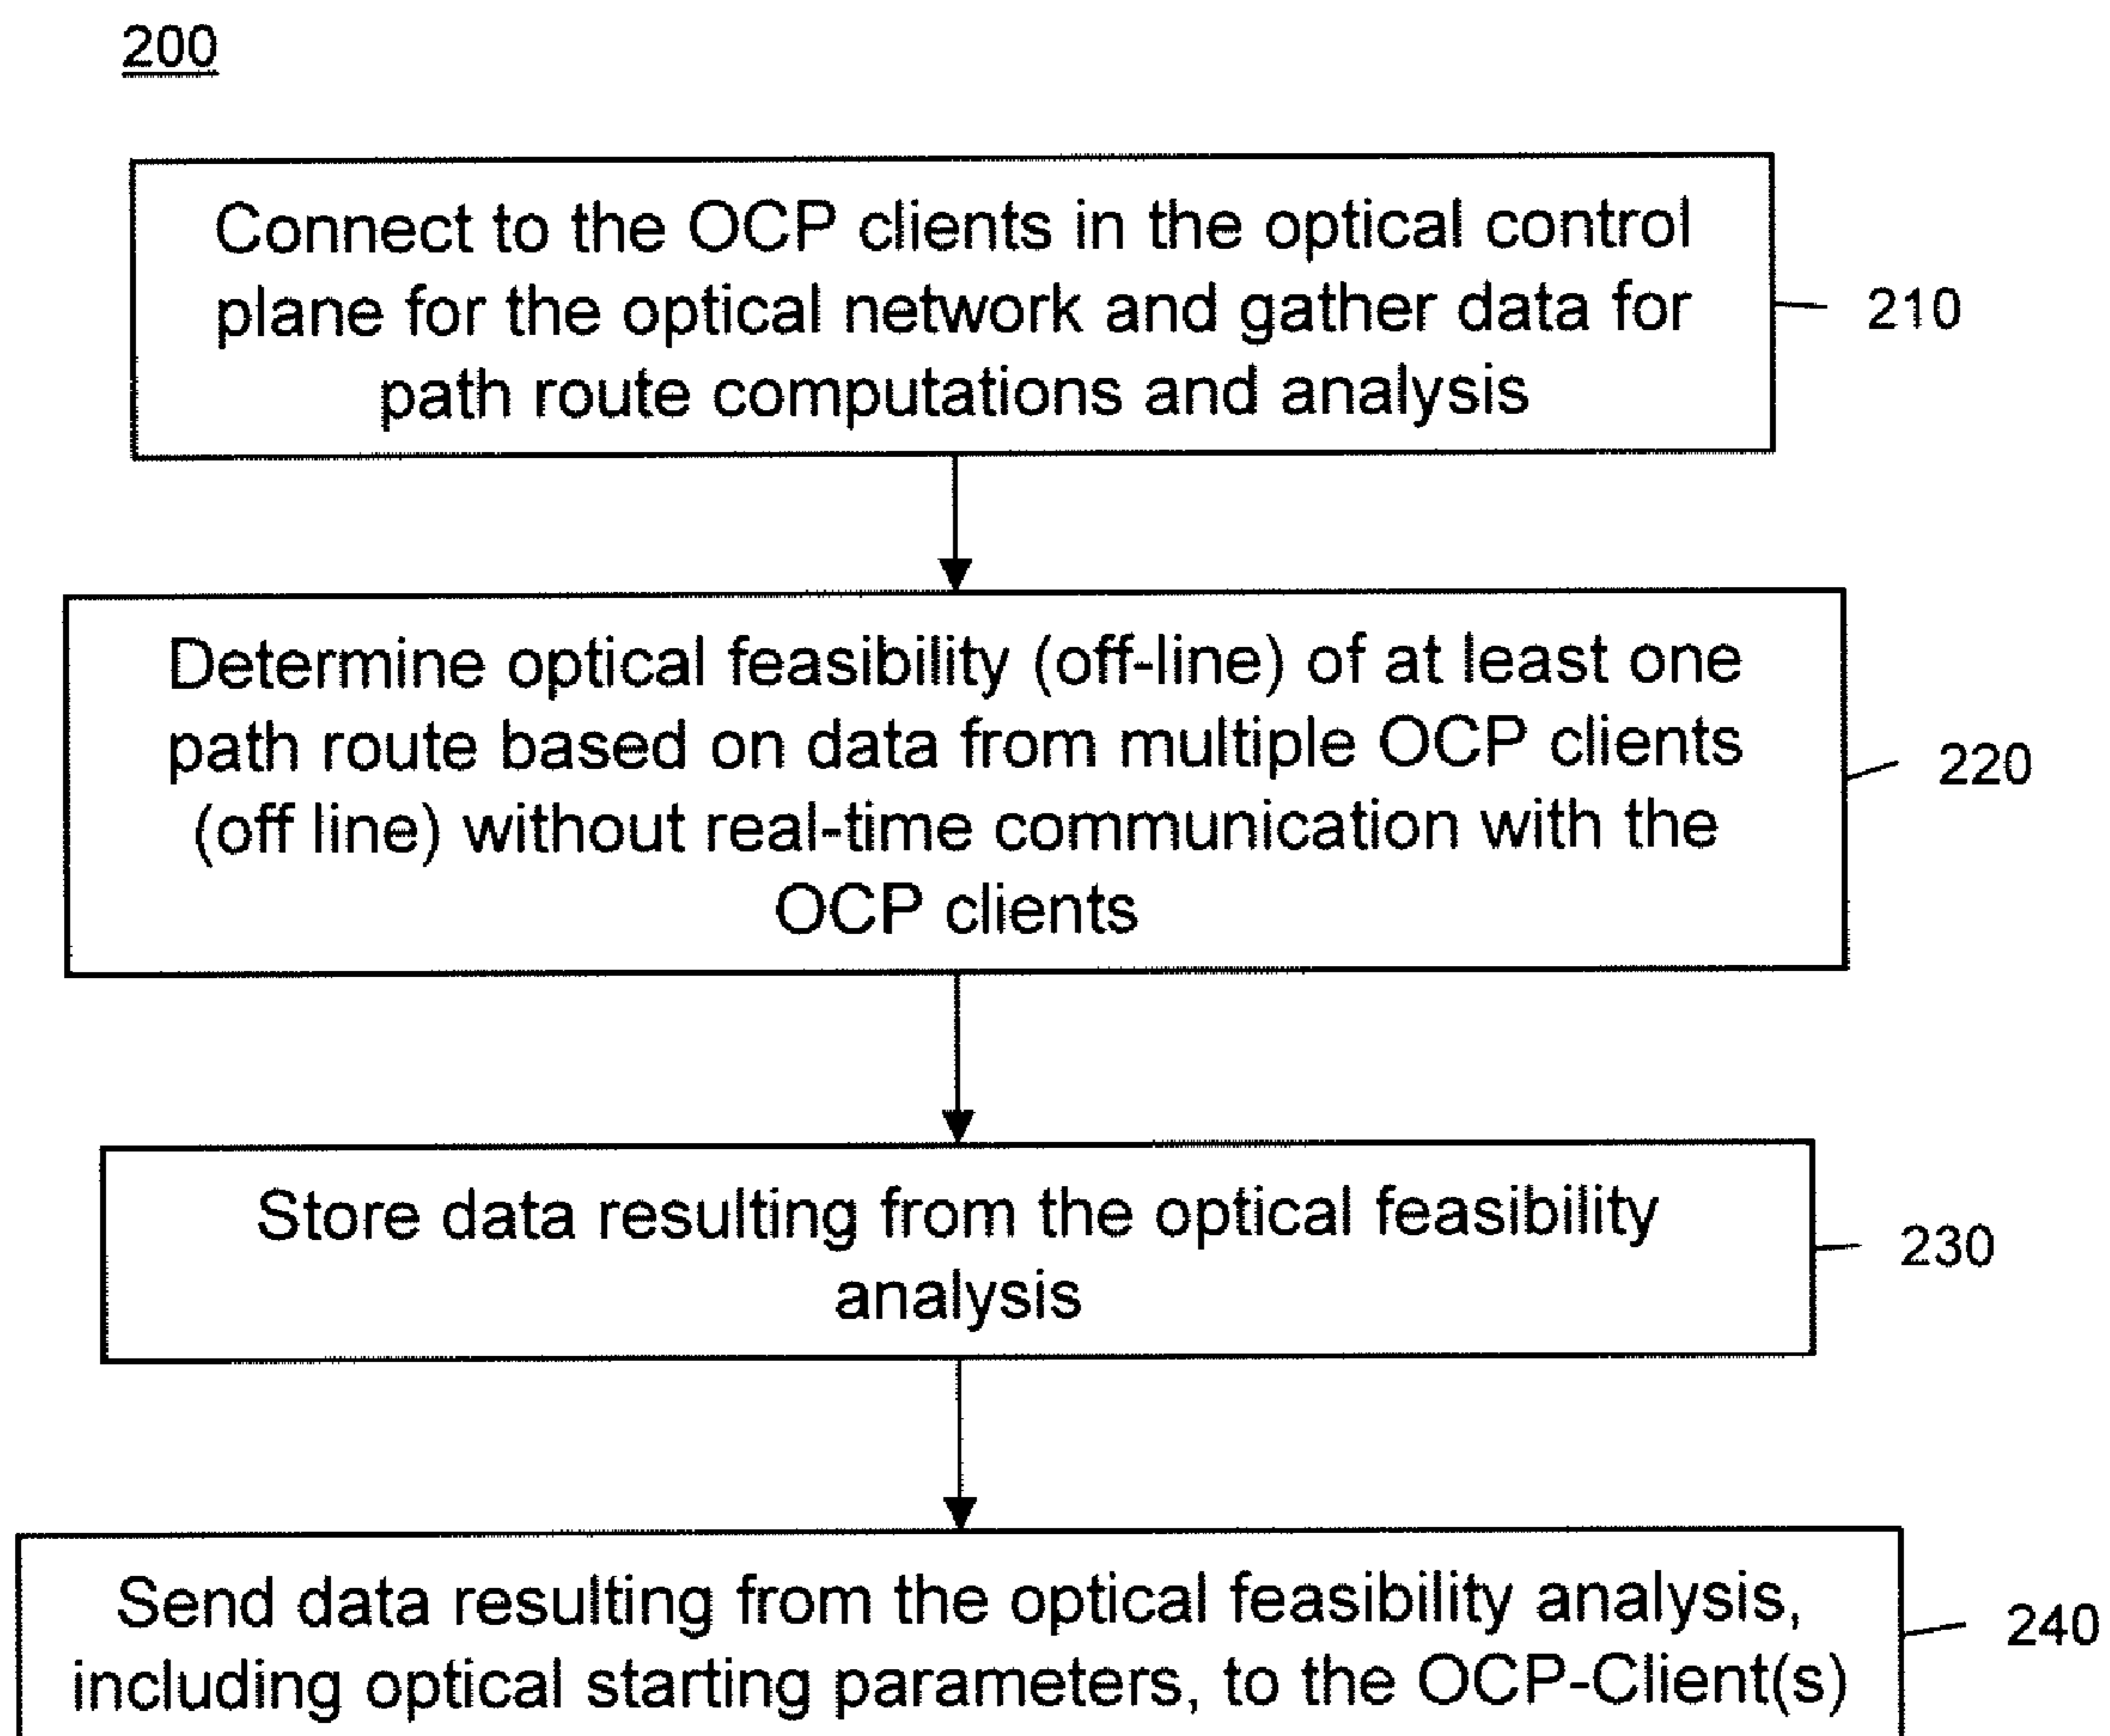 200
Connect to the OCP clients in the optical control
plane for the optical network and gather data for
path route computations and analysis
210
Determine optical feasibility (off-line) of at least one
path route based on data from multiple OCP clients
(off line) without real-time communication with the
OCP clients
220
Store data resulting from the optical feasibility
analysis
230
Send data resulting from the optical feasibility analysis,
including optical starting parameters, to the OCP-Client(s)
240